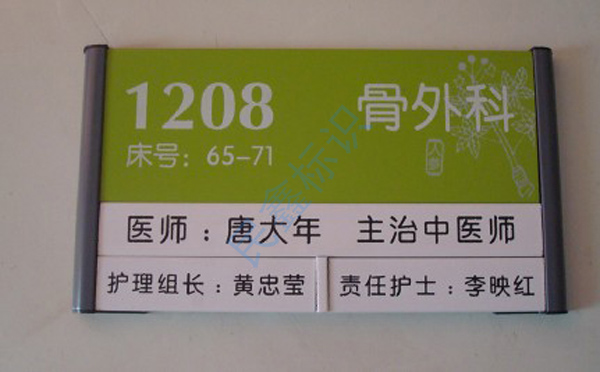 1208 骨外科
床号：65-71
医师：唐大年 主治中医师
护理组长：黄忠莹 责任护士：李映红